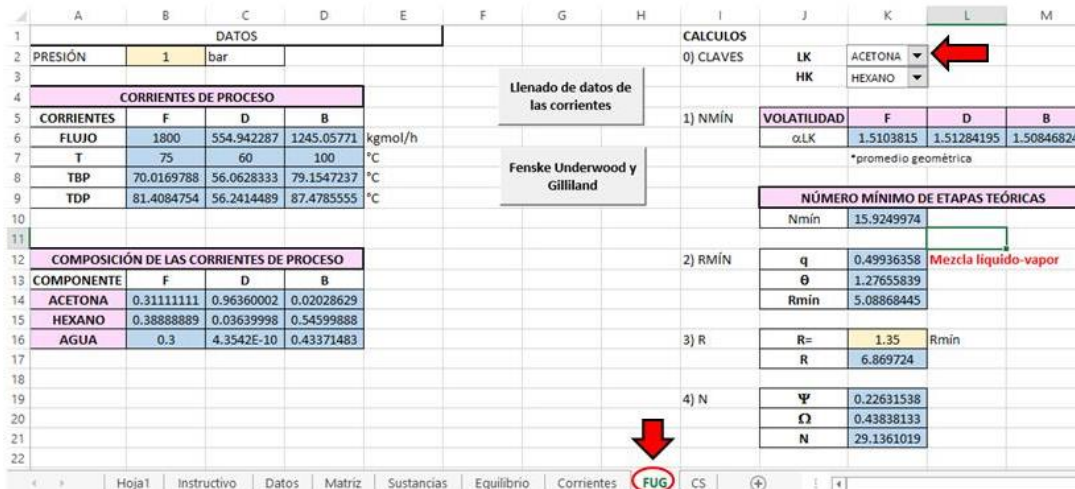 A B C D E F G H I J K L M
1 DATOS CALCULOS
2 PRESIÓN 1 bar 0) CLAVES LK ACETONA
3 HK HEXANO
Llenado de datos de
las corrientes
4 CORRIENTES DE PROCESO
5 CORRIENTES F D B 1) NMÍN VOLATILIDAD F D B
6 FLUJO 1800 554.942287 1245.05771 kgmol/h αLK 1.5103815 1.51284195 1.50846824
7 T 75 60 100 °C *promedio geométrica
Fenske Underwood y
Gilliland
8 TBP 70.0169788 56.0628333 79.1547237 °C
9 TDP 81.4084754 56.2414489 87.4785555 °C NÚMERO MÍNIMO DE ETAPAS TEÓRICAS
10 Nmín 15.9249974
11
12 COMPOSICIÓN DE LAS CORRIENTES DE PROCESO 2) RMÍN q 0.49936358 Mezcla líquido-vapor
13 COMPONENTE F D B θ 1.27655839
14 ACETONA 0.31111111 0.96360002 0.02028629 Rmín 5.08868445
15 HEXANO 0.38888889 0.03639998 0.54599888
16 AGUA 0.3 4.3542E-10 0.43371483 3) R R= 1.35 Rmín
17 R 6.869724
18
19 4) N Ψ 0.22631538
20 Ω 0.43838133
21 N 29.1361019
22
Hoja1 Instructivo Datos Matriz Sustancias Equilibrio Corrientes FUG CS